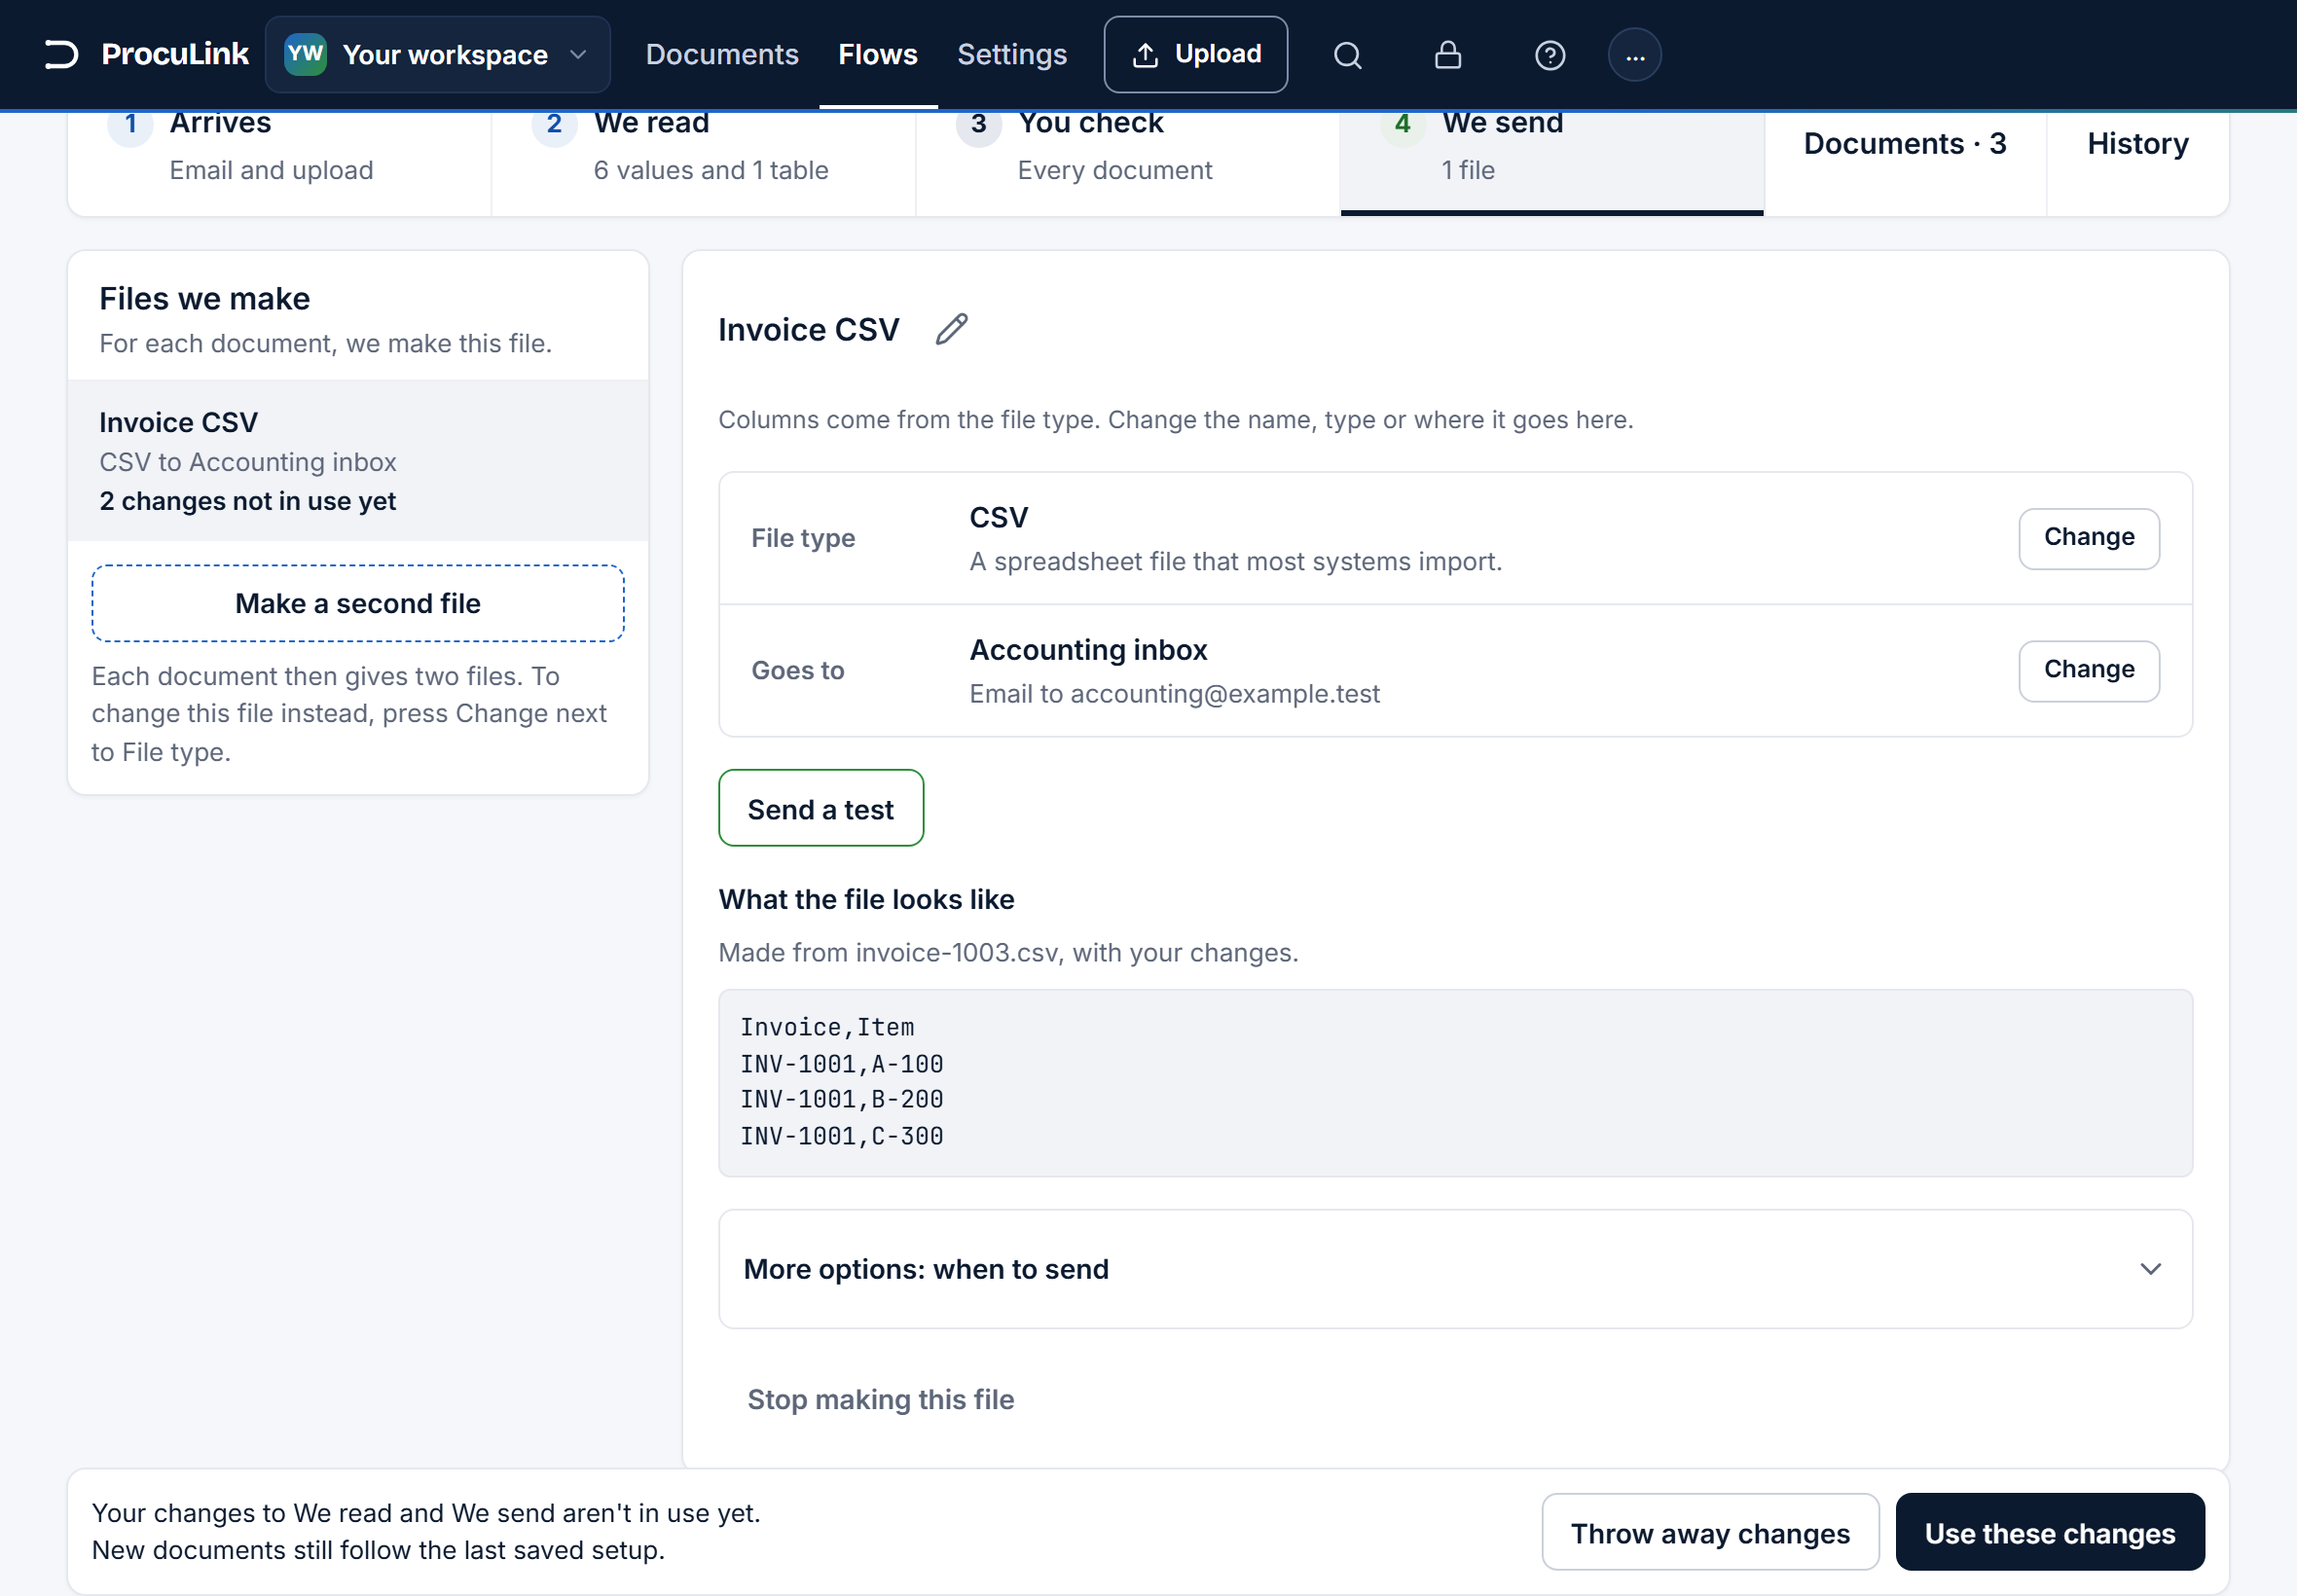 ProcuLink
YW Your workspace
Documents
Flows
Settings
Upload
...
1 Arrives
Email and upload
2 We read
6 values and 1 table
3 You check
Every document
4 We send
1 file
Documents · 3
History
Files we make
For each document, we make this file.
Invoice CSV
CSV to Accounting inbox
2 changes not in use yet
Make a second file
Each document then gives two files. To
change this file instead, press Change next
to File type.
Invoice CSV
Columns come from the file type. Change the name, type or where it goes here.
File type
CSV
A spreadsheet file that most systems import.
Change
Goes to
Accounting inbox
Email to accounting@example.test
Change
Send a test
What the file looks like
Made from invoice-1003.csv, with your changes.
Invoice,Item
INV-1001,A-100
INV-1001,B-200
INV-1001,C-300
More options: when to send
Stop making this file
Your changes to We read and We send aren't in use yet.
New documents still follow the last saved setup.
Throw away changes
Use these changes